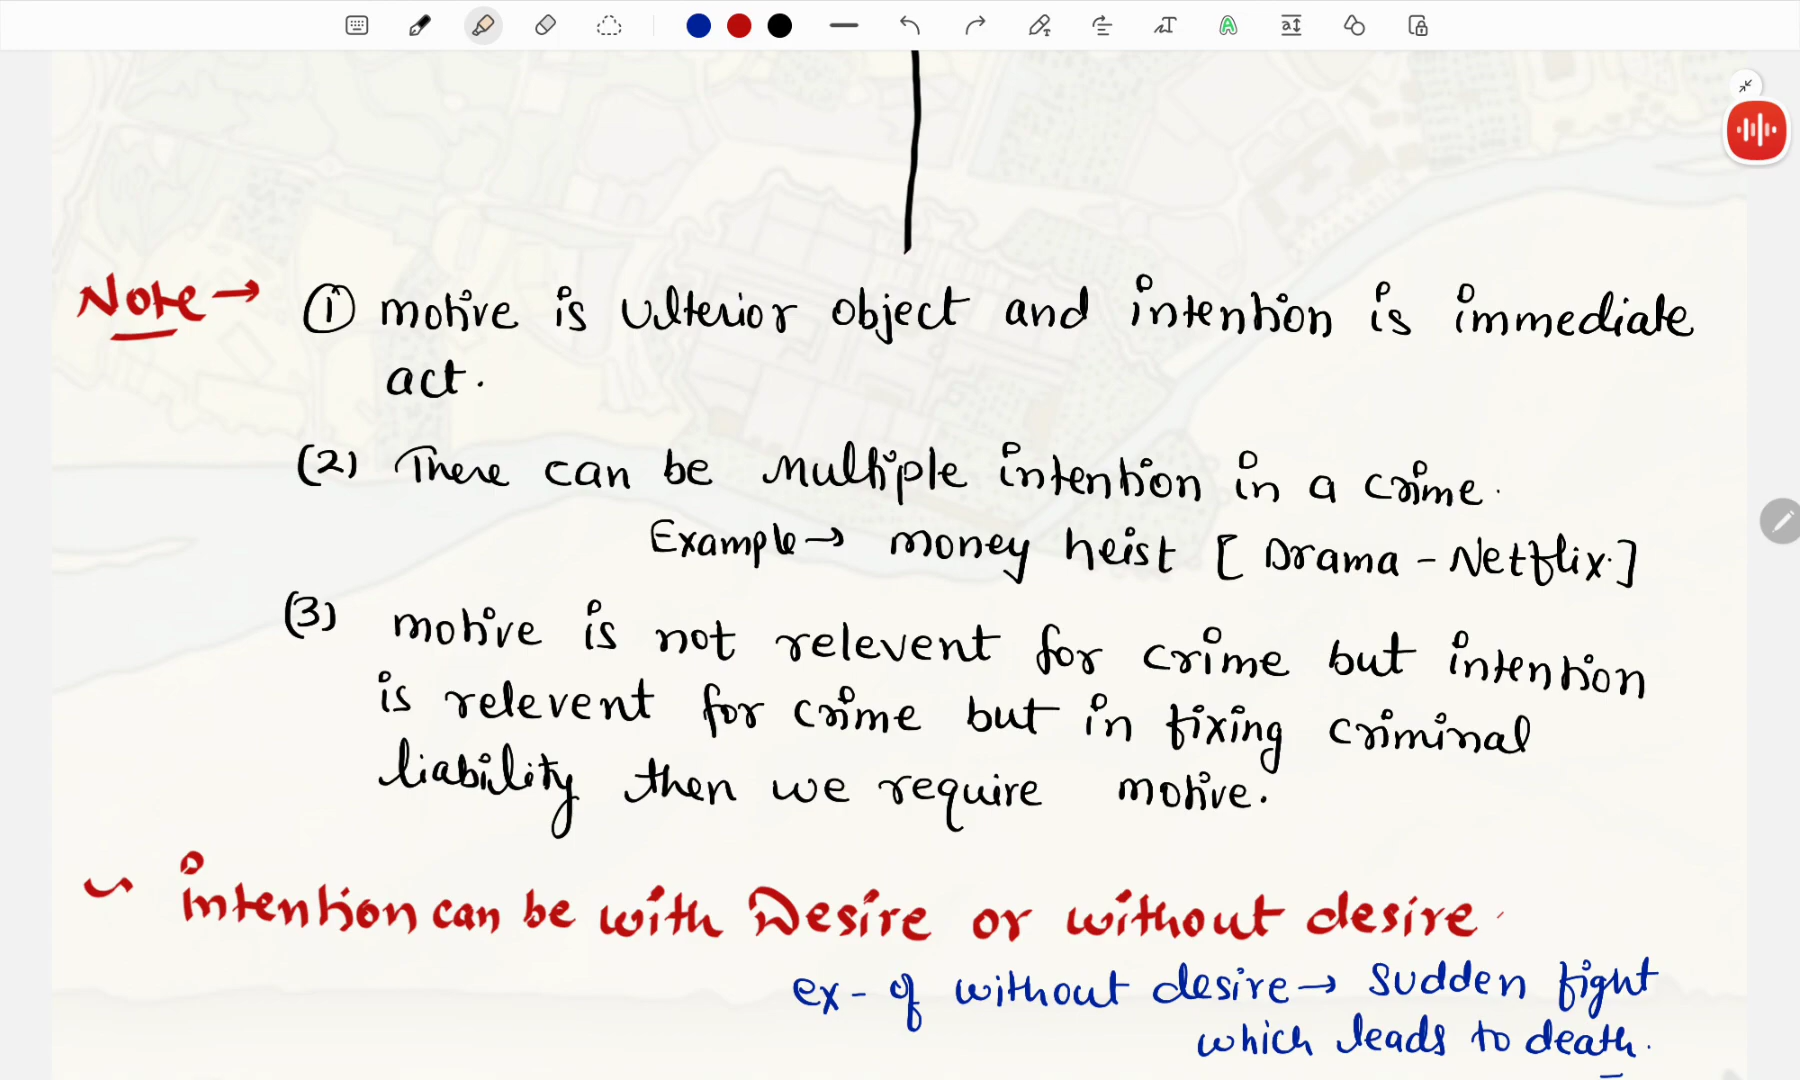 Note → ① motive is ulterior object and intention is immediate
act.
(2) There can be multiple intention in a crime.
Example → money heist [Drama - Netflix.]
(3) motive is not relevent for crime but intention
is relevent for crime but in fixing criminal
liability then we require motive.
intention can be with Desire or without desire.
ex - of without desire → sudden fight
which leads to death.